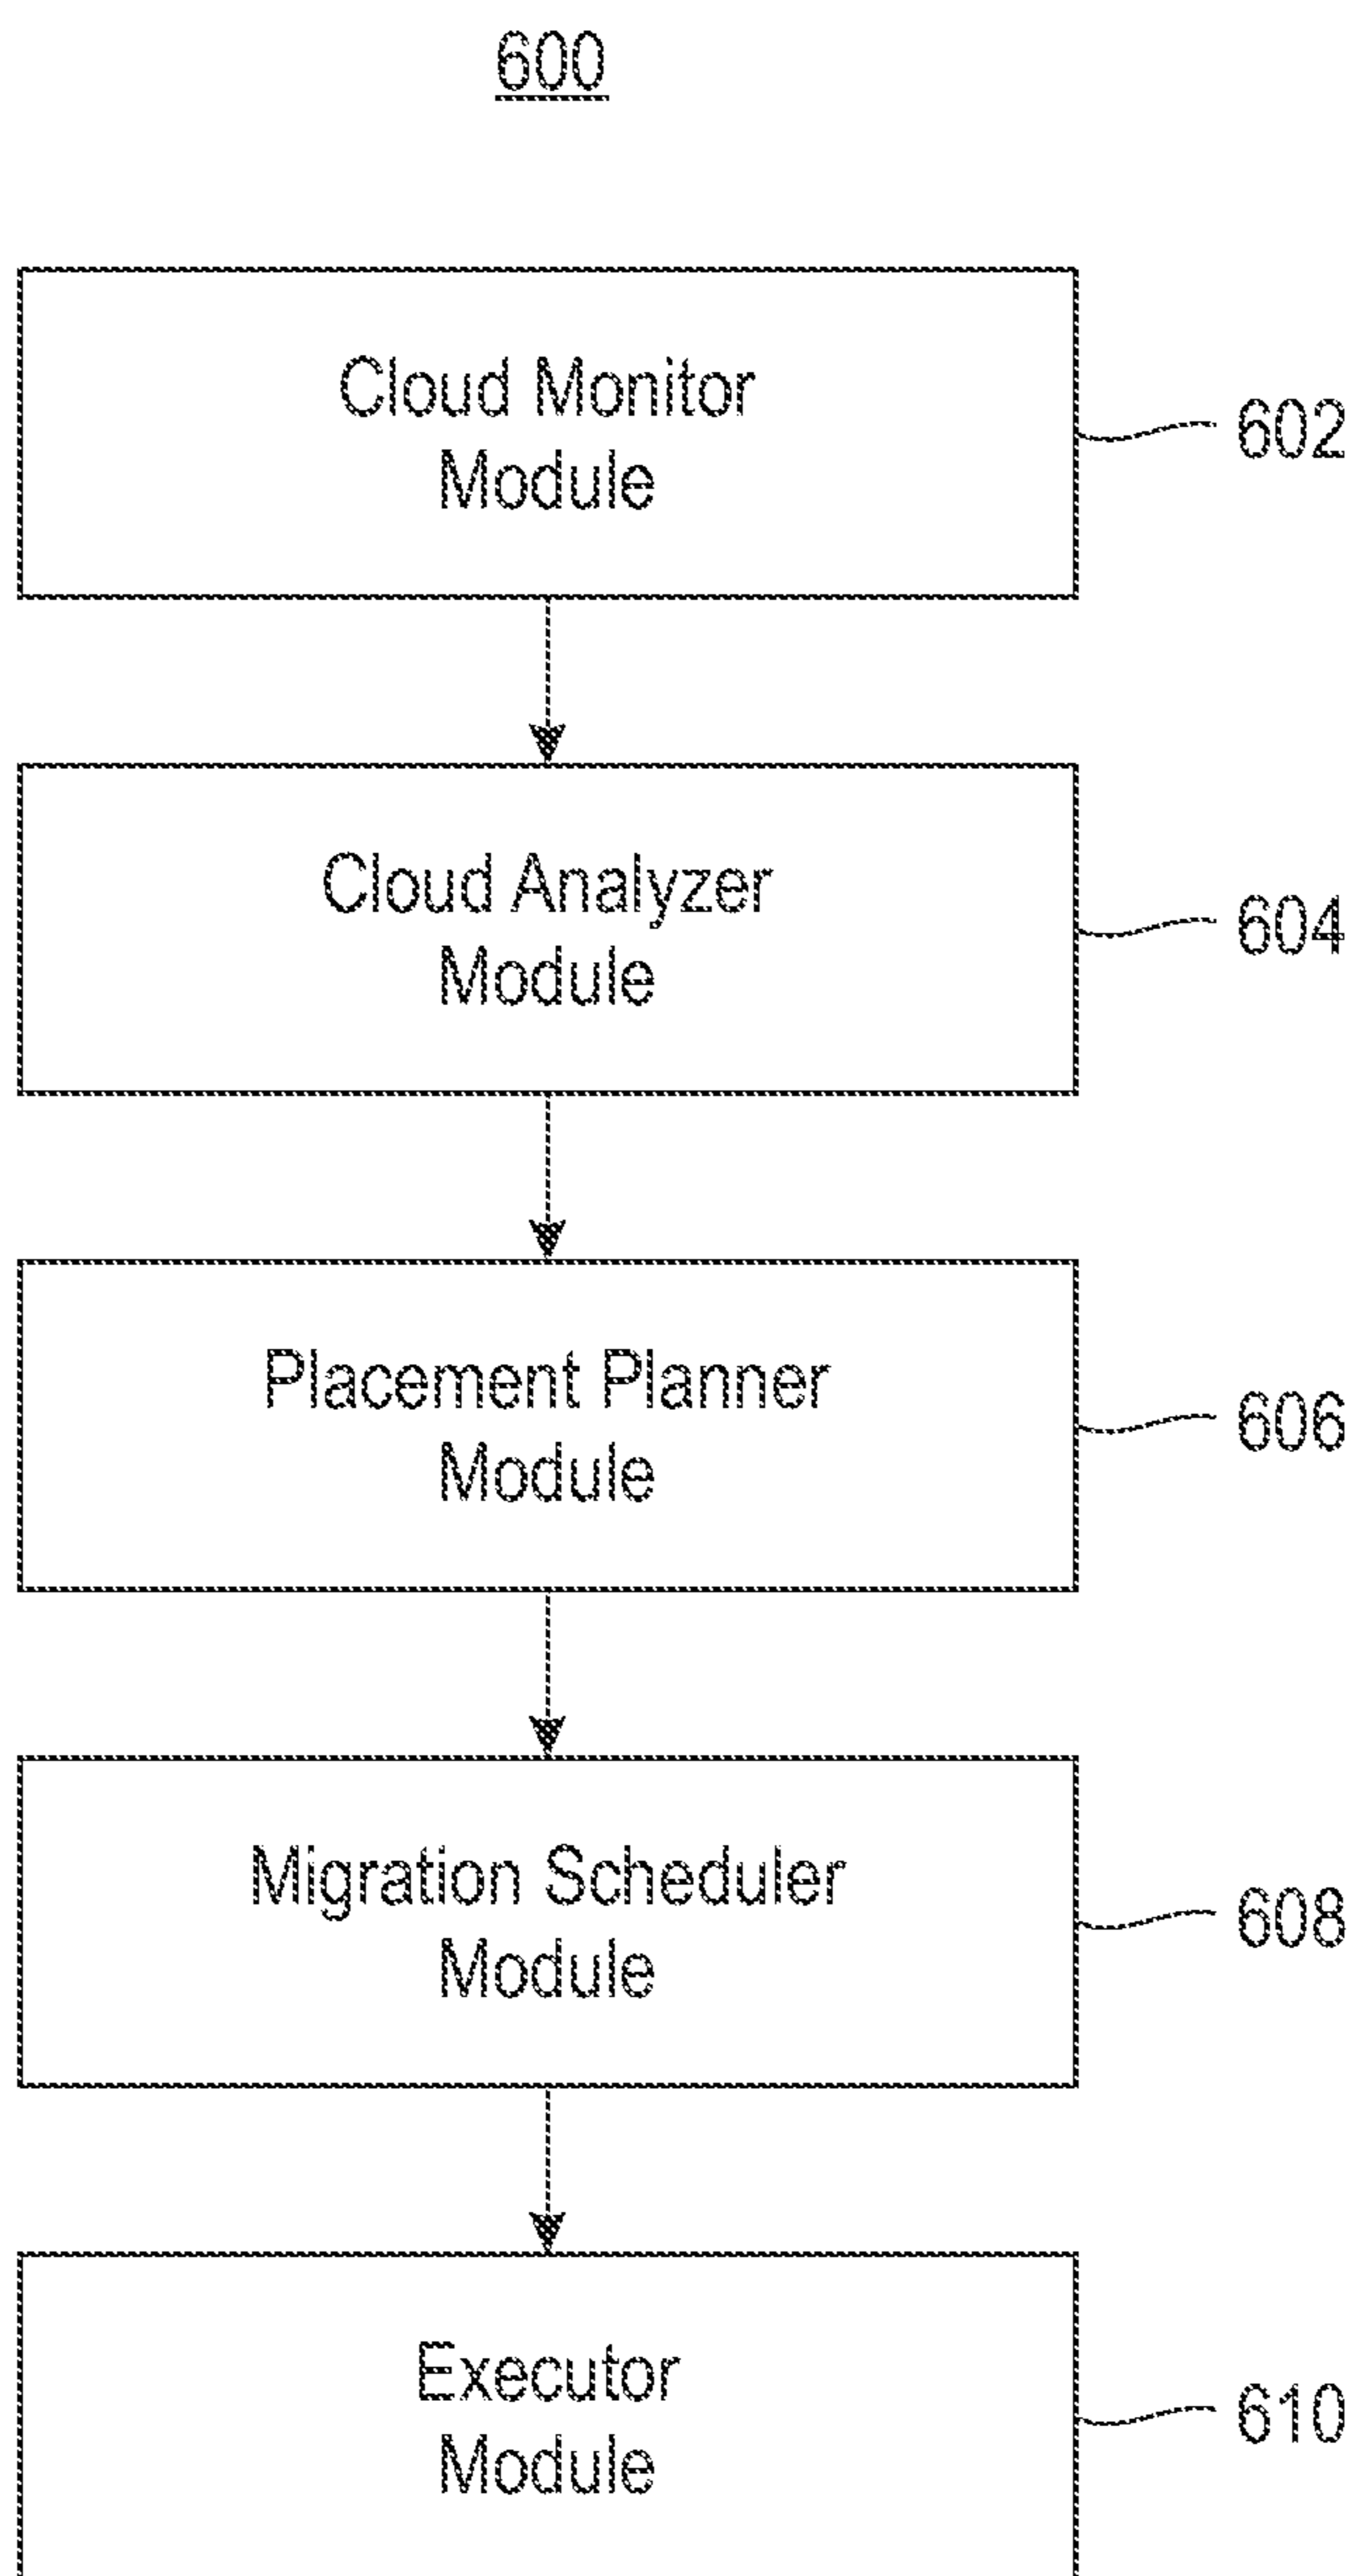 600
Cloud Monitor
Module
602
Cloud Analyzer
Module
604
Placement Planner
Module
606
Migration Scheduler
Module
608
Executor
Module
610